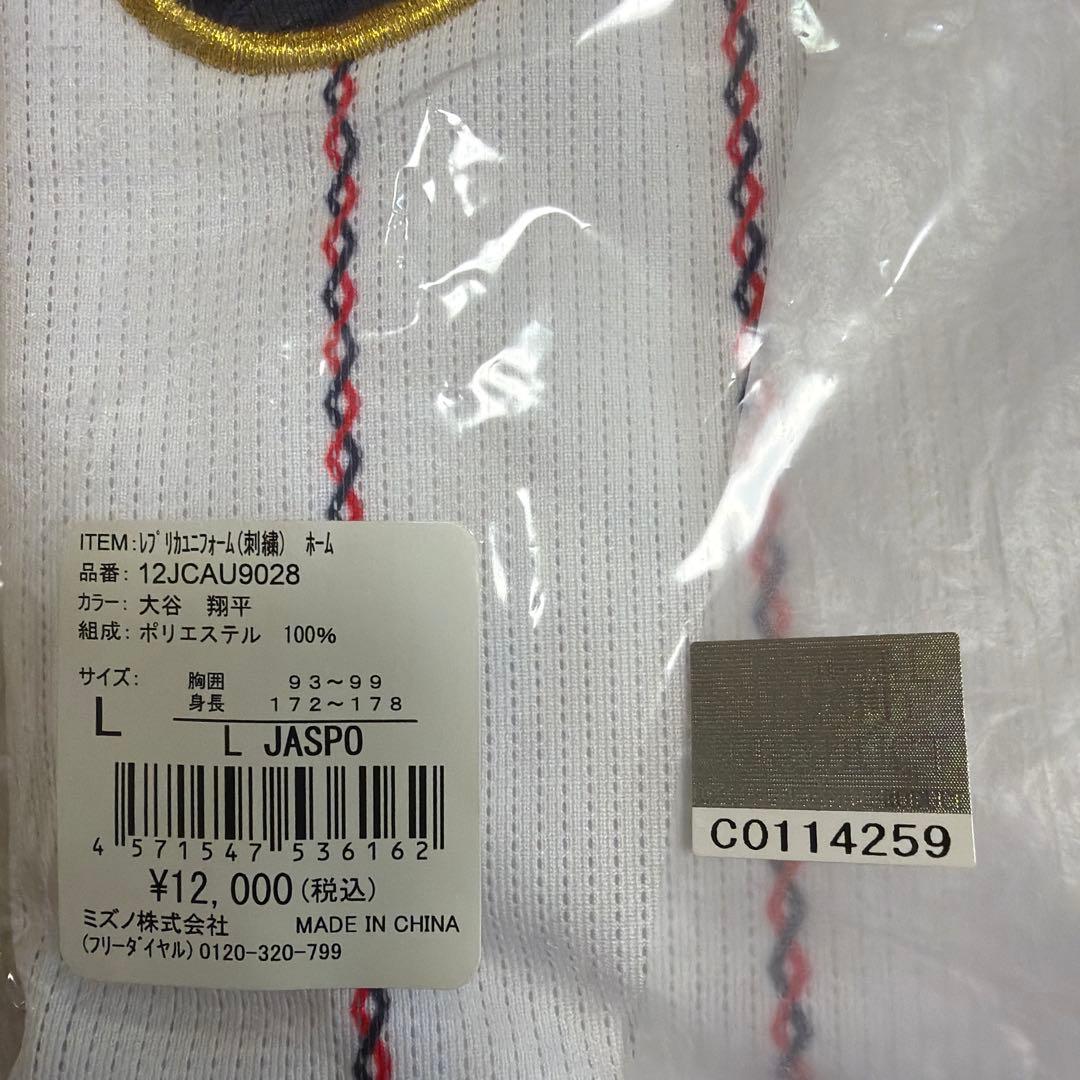 ITEM:ﾚﾌﾟﾘｶﾕﾆﾌｫｰﾑ(刺繍) ﾎｰﾑ
品番: 12JCAU9028
カラー: 大谷 翔平
組成: ポリエステル 100%
サイズ: 胸囲 93～99
L 身長 172～178
L JASPO
4 571547 536162
¥12,000(税込)
ミズノ株式会社 MADE IN CHINA
(フリーダイヤル)0120-320-799
C0114259